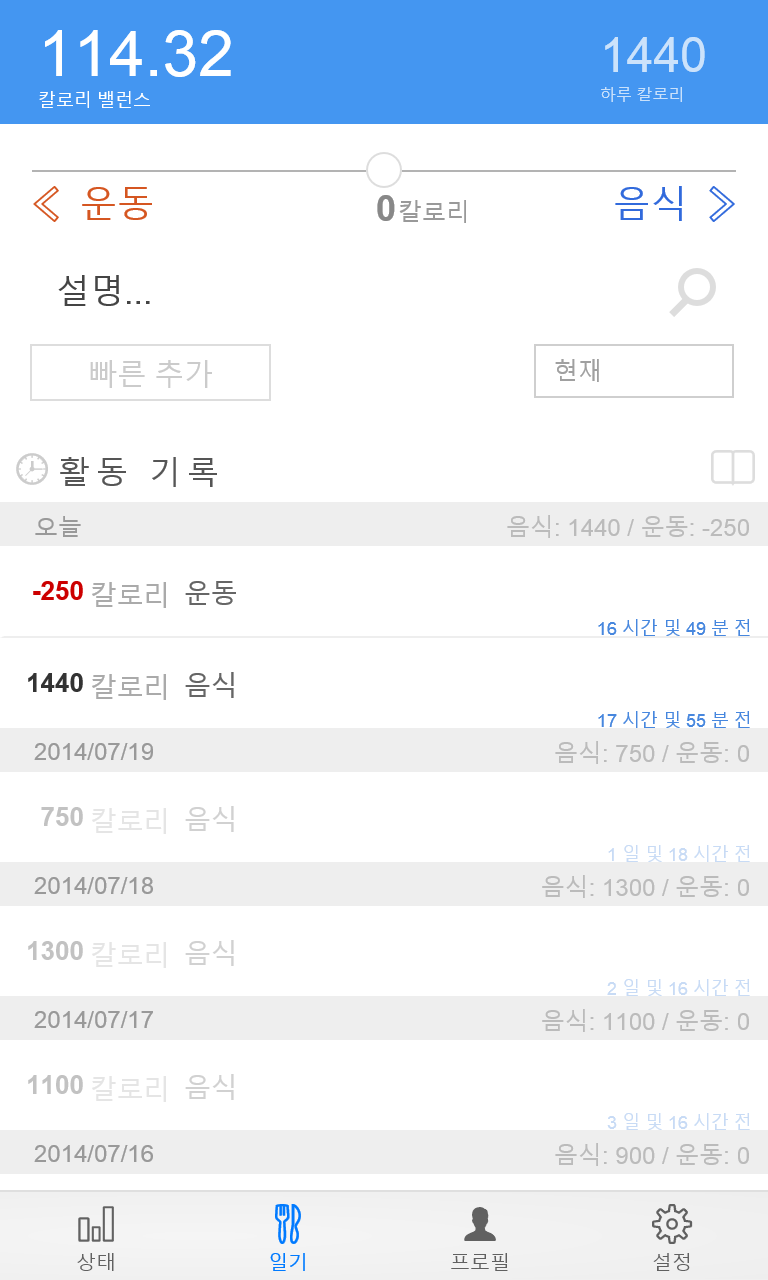 114.32 1440
칼로리 밸런스 하루 칼로리
운동 0 칼로리 음식
설명...
빠른 추가 현재
활동 기록
오늘 음식: 1440 / 운동: -250
-250 칼로리 운동
16 시간 및 49 분 전
1440 칼로리 음식
17 시간 및 55 분 전
2014/07/19 음식: 750 / 운동: 0
750 칼로리 음식
1 일 및 18 시간 전
2014/07/18 음식: 1300 / 운동: 0
1300 칼로리 음식
2 일 및 16 시간 전
2014/07/17 음식: 1100 / 운동: 0
1100 칼로리 음식
3 일 및 16 시간 전
2014/07/16 음식: 900 / 운동: 0
상태 일기 프로필 설정